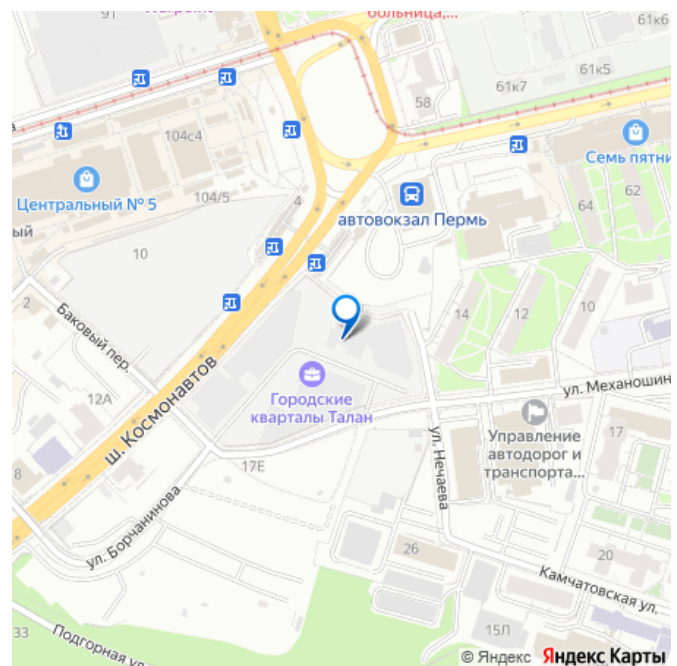 91
больница,...
61к6
61к5
61к7
58
104с4
Семь пятни
Центральный № 5
104/5
4
автовокзал Пермь
62
64
ный
10
2
Баковый пер.
14
12
10
12А
ш. Космонавтов
Городские
кварталы Талан
ул. Механошин
Управление
автодорог и
транспорта...
17
ул. Нечаева
8
17Е
ул. Борчанинова
26
20
Камчатовская ул.
33
Подгорная ул
15Л
© Яндекс Яндекс Карты